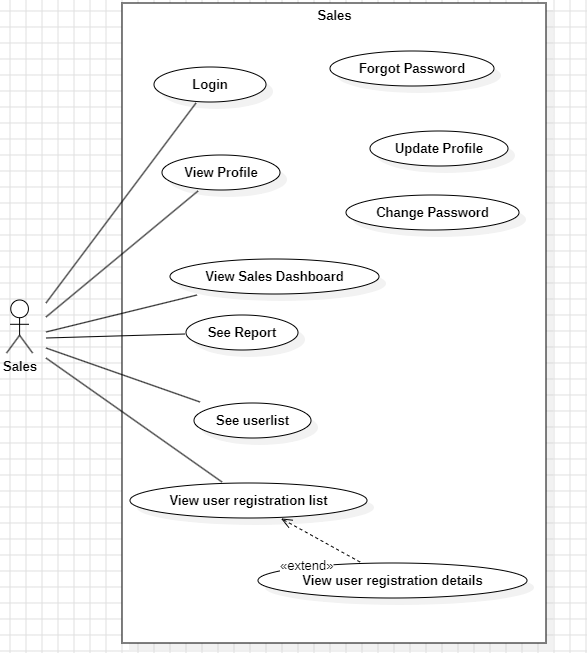 Sales
Forgot Password
Login
Update Profile
View Profile
Change Password
View Sales Dashboard
See Report
Sales
See userlist
View user registration list
«extend»
View user registration details